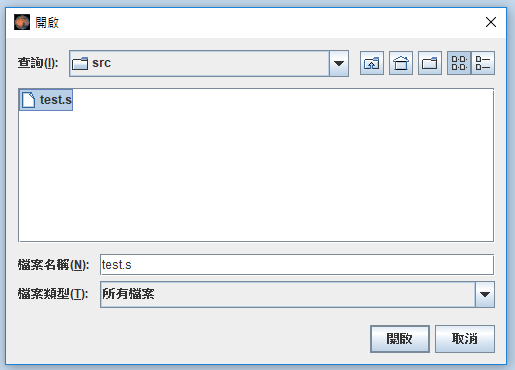 開啟
查詢(I): src
test.s
檔案名稱(N): test.s
檔案類型(T): 所有檔案
開啟 取消